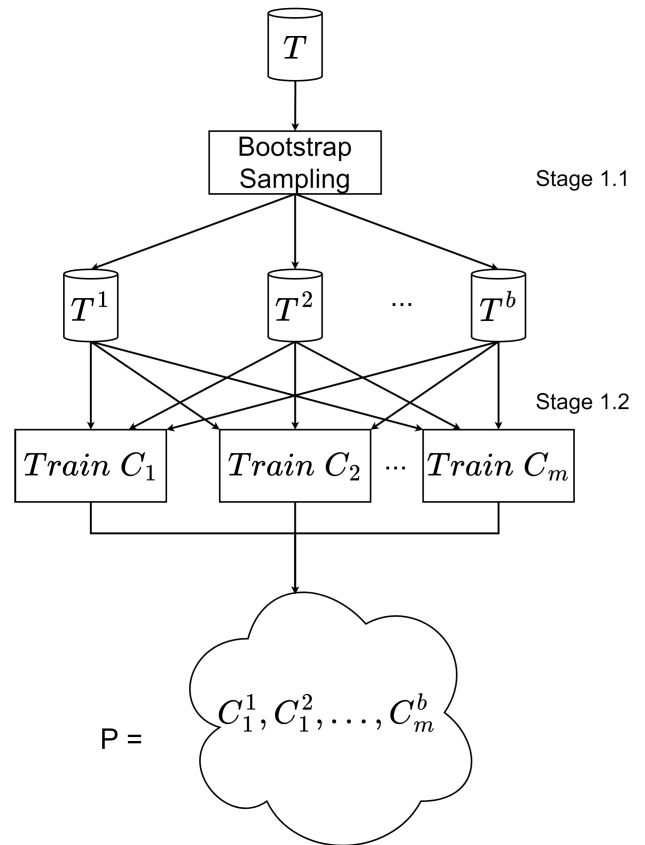 T
Bootstrap
Sampling
Stage 1.1
T^1 T^2 ... T^b
Stage 1.2
Train C_1 Train C_2 ... Train C_m
C_1^1, C_1^2, ..., C_m^b
P =